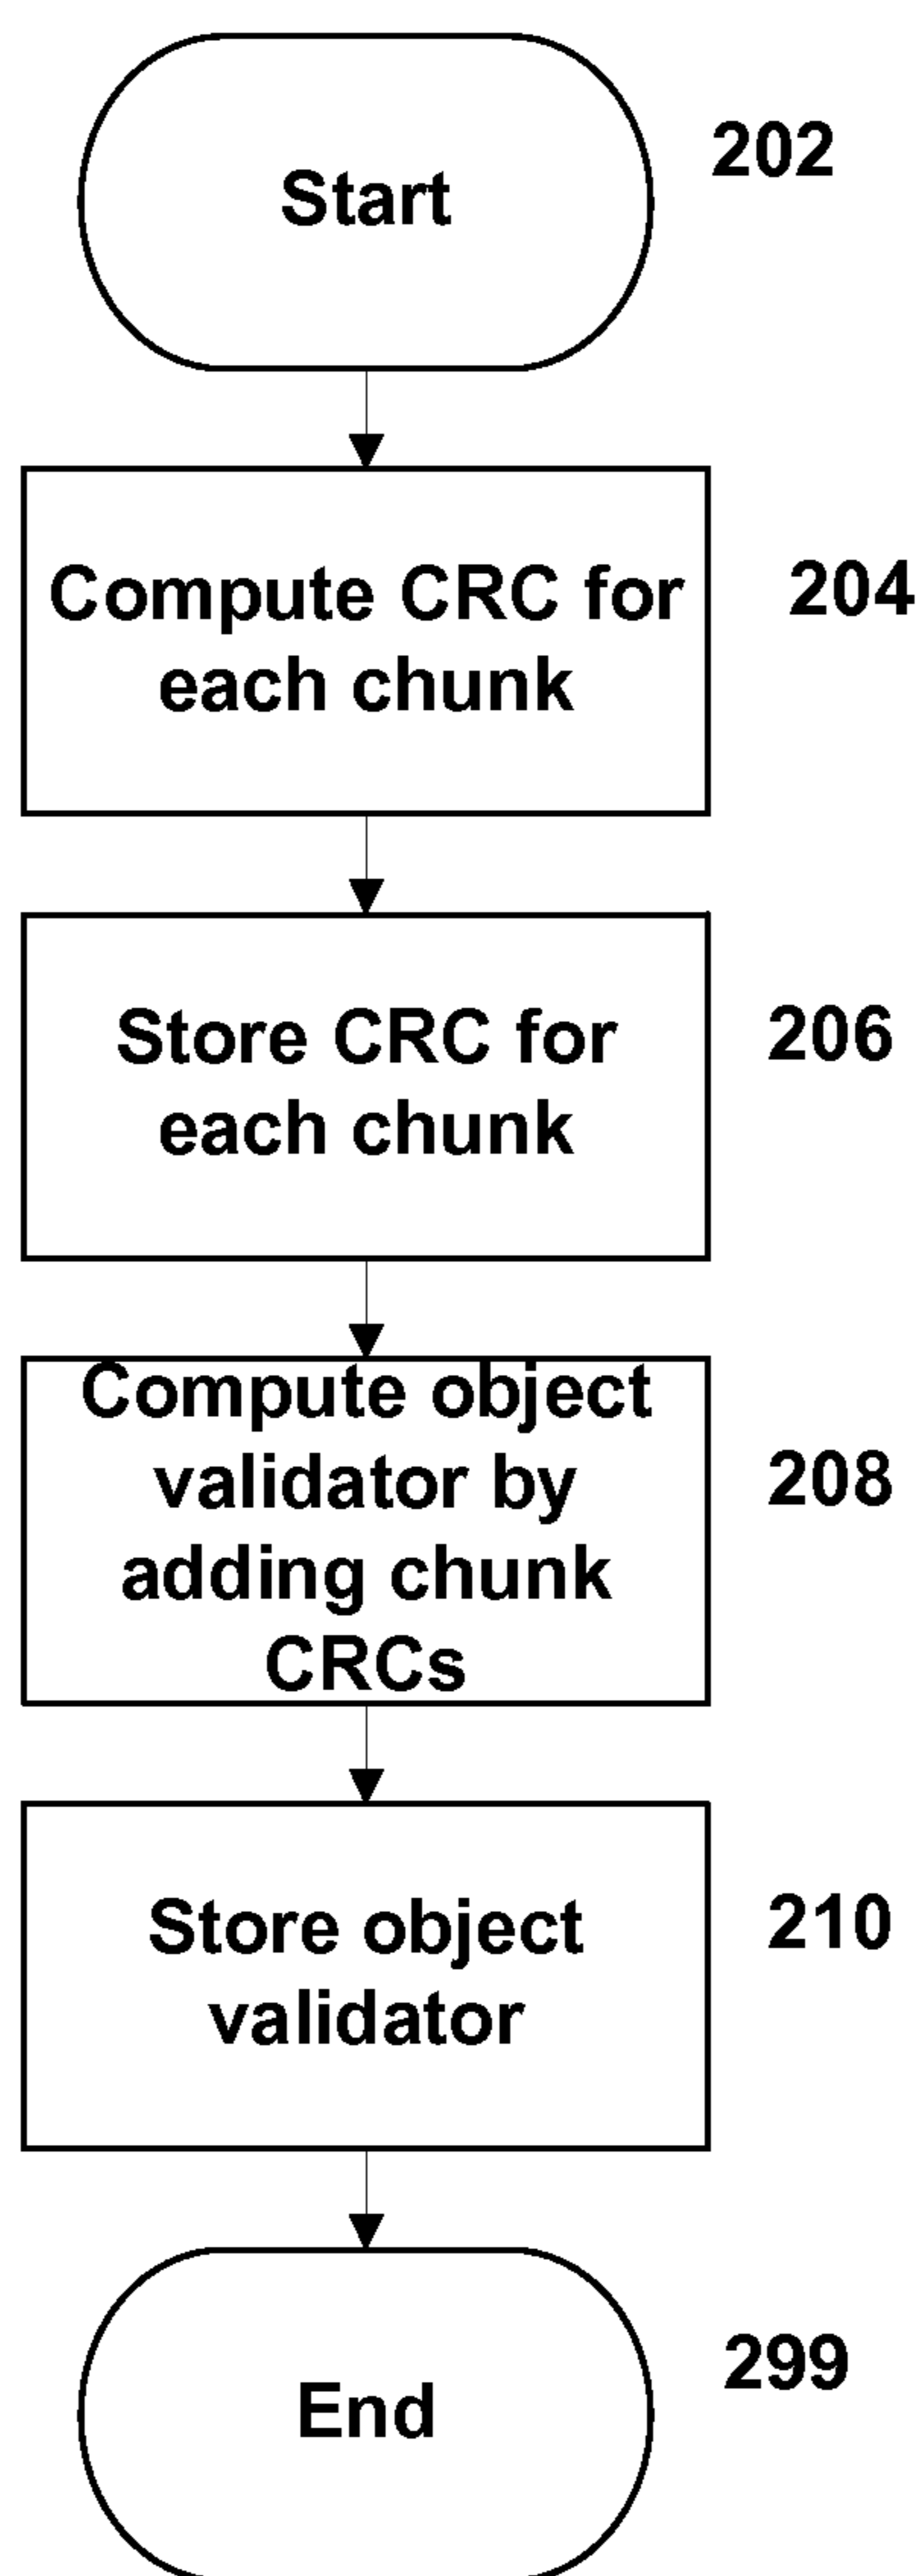 Start
202
Compute CRC for
each chunk
204
Store CRC for
each chunk
206
Compute object
validator by
adding chunk
CRCs
208
Store object
validator
210
End
299